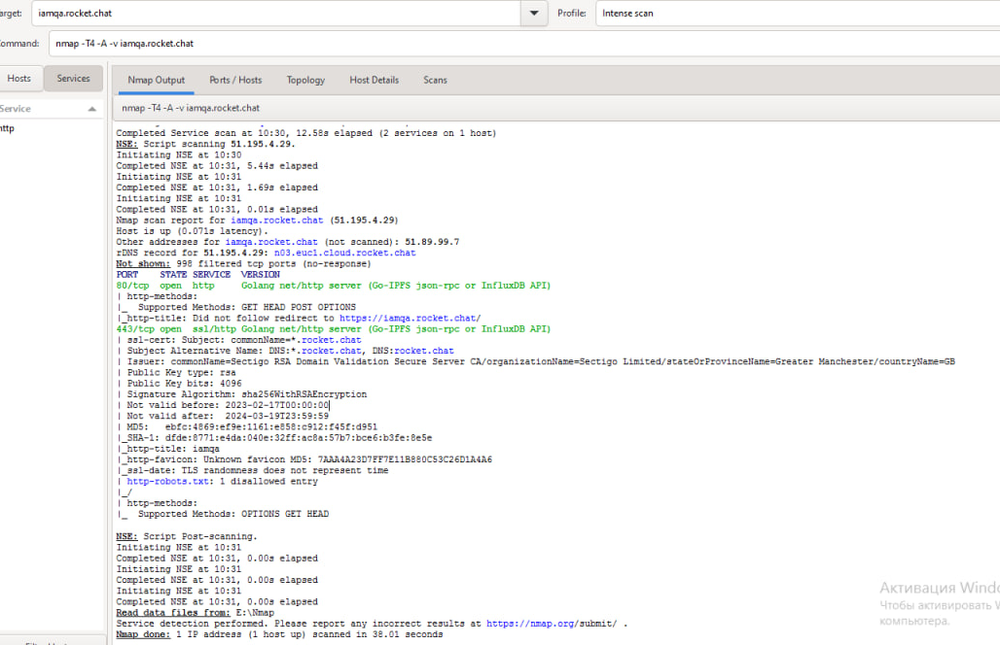 arget: iamqa.rocket.chat Profile: Intense scan
ommand: nmap -T4 -A -v iamqa.rocket.chat
Hosts Services Nmap Output Ports / Hosts Topology Host Details Scans
Service nmap -T4 -A -v iamqa.rocket.chat
http
Completed Service scan at 10:30, 12.58s elapsed (2 services on 1 host)
NSE: Script scanning 51.195.4.29.
Initiating NSE at 10:30
Completed NSE at 10:31, 5.44s elapsed
Initiating NSE at 10:31
Completed NSE at 10:31, 1.69s elapsed
Initiating NSE at 10:31
Completed NSE at 10:31, 0.01s elapsed
Nmap scan report for iamqa.rocket.chat (51.195.4.29)
Host is up (0.071s latency).
Other addresses for iamqa.rocket.chat (not scanned): 51.89.99.7
rDNS record for 51.195.4.29: n03.euc1.cloud.rocket.chat
Not shown: 998 filtered tcp ports (no-response)
PORT STATE SERVICE VERSION
80/tcp open http Golang net/http server (Go-IPFS json-rpc or InfluxDB API)
| http-methods:
|_ Supported Methods: GET HEAD POST OPTIONS
|_http-title: Did not follow redirect to https://iamqa.rocket.chat/
443/tcp open ssl/http Golang net/http server (Go-IPFS json-rpc or InfluxDB API)
| ssl-cert: Subject: commonName=*.rocket.chat
| Subject Alternative Name: DNS:*.rocket.chat, DNS:rocket.chat
| Issuer: commonName=Sectigo RSA Domain Validation Secure Server CA/organizationName=Sectigo Limited/stateOrProvinceName=Greater Manchester/countryName=GB
| Public Key type: rsa
| Public Key bits: 4096
| Signature Algorithm: sha256WithRSAEncryption
| Not valid before: 2023-02-17T00:00:00
| Not valid after: 2024-03-19T23:59:59
| MD5: ebfc:4869:ef9e:1161:e858:c912:f45f:d951
|_SHA-1: dfde:8771:e4da:040e:32ff:ac8a:57b7:bce6:b3fe:8e5e
|_http-title: iamqa
|_http-favicon: Unknown favicon MD5: 7AAA4A23D7FF7E11B880C53C26D1A4A6
|_ssl-date: TLS randomness does not represent time
| http-robots.txt: 1 disallowed entry
|_/
| http-methods:
|_ Supported Methods: OPTIONS GET HEAD
NSE: Script Post-scanning.
Initiating NSE at 10:31
Completed NSE at 10:31, 0.00s elapsed
Initiating NSE at 10:31
Completed NSE at 10:31, 0.00s elapsed
Initiating NSE at 10:31
Completed NSE at 10:31, 0.00s elapsed
Read data files from: E:\Nmap
Service detection performed. Please report any incorrect results at https://nmap.org/submit/ .
Nmap done: 1 IP address (1 host up) scanned in 38.01 seconds
Активация Windo
Чтобы активировать W
компьютера.